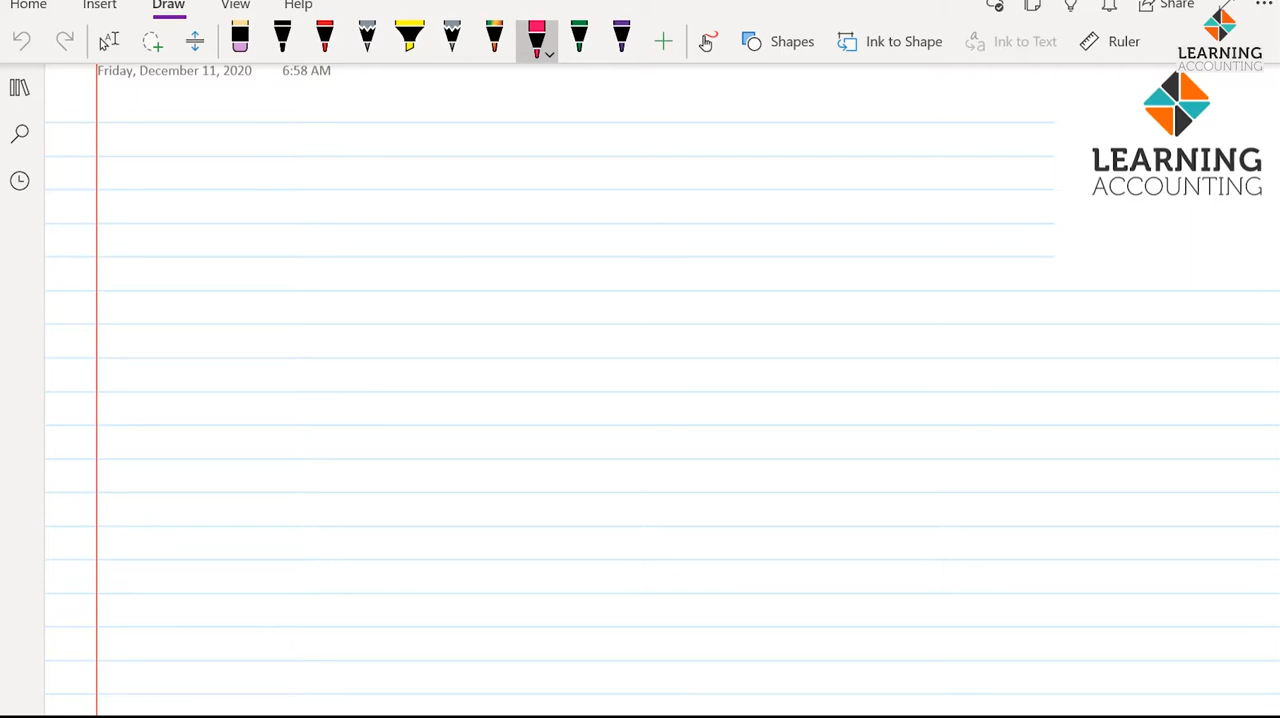 Home Insert Draw View Help Share
Shapes Ink to Shapes Ink to Text Ruler
LEARNING
ACCOUNTING
Friday, December 11, 2020 6:58 AM
LEARNING
ACCOUNTING